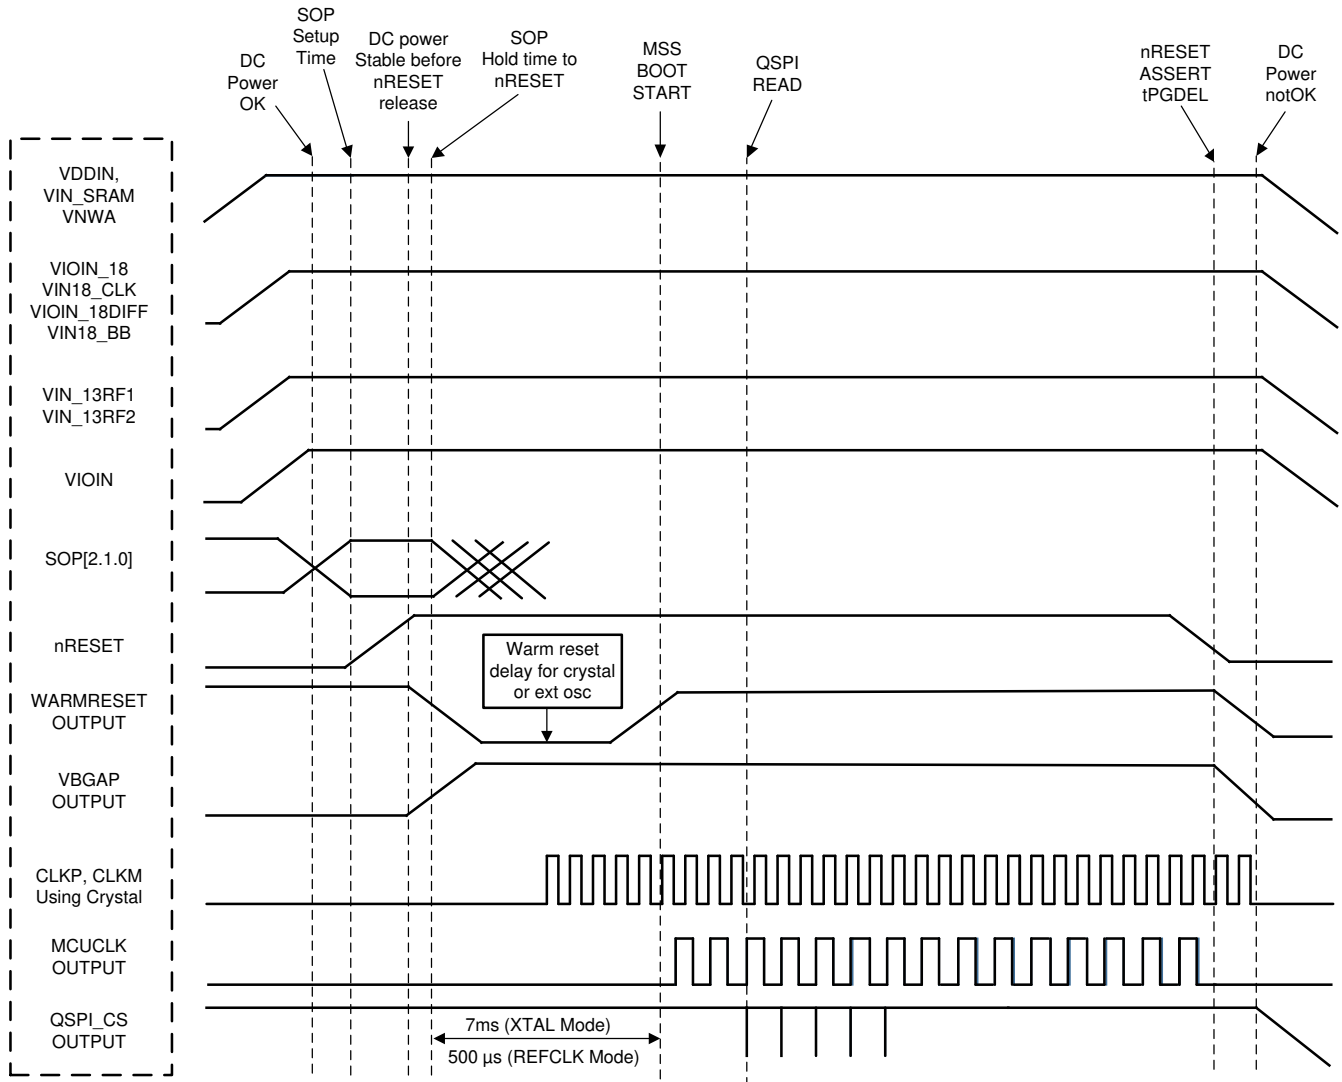 SOP
Setup
Time
DC
Power
OK
DC power
Stable before
nRESET
release
SOP
Hold time to
nRESET
MSS
BOOT
START
QSPI
READ
nRESET
ASSERT
tPGDEL
DC
Power
notOK
VDDIN,
VIN_SRAM
VNWA
VIOIN_18
VIN18_CLK
VIOIN_18DIFF
VIN18_BB
VIN_13RF1
VIN_13RF2
VIOIN
SOP[2.1.0]
nRESET
Warm reset
delay for crystal
or ext osc
WARMRESET
OUTPUT
VBGAP
OUTPUT
CLKP, CLKM
Using Crystal
MCUCLK
OUTPUT
QSPI_CS
OUTPUT
7ms (XTAL Mode)
500 µs (REFCLK Mode)